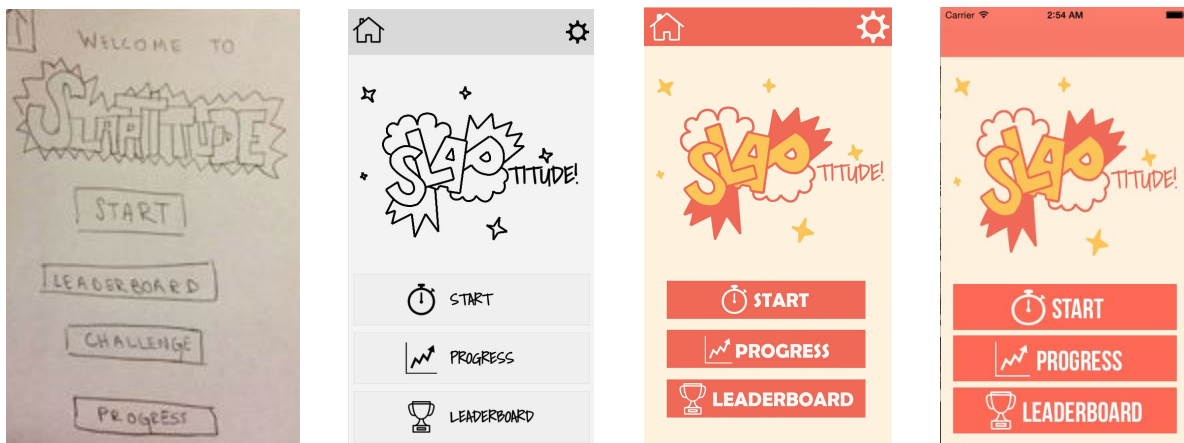 WELCOME TO
SLAPTITUDE
START
LEADERBOARD
CHALLENGE
PROGRESS
SLAP
TITUDE!
START
PROGRESS
LEADERBOARD
SLAP
TITUDE!
START
PROGRESS
LEADERBOARD
Carrier 2:54 AM
SLAP
TITUDE!
START
PROGRESS
LEADERBOARD